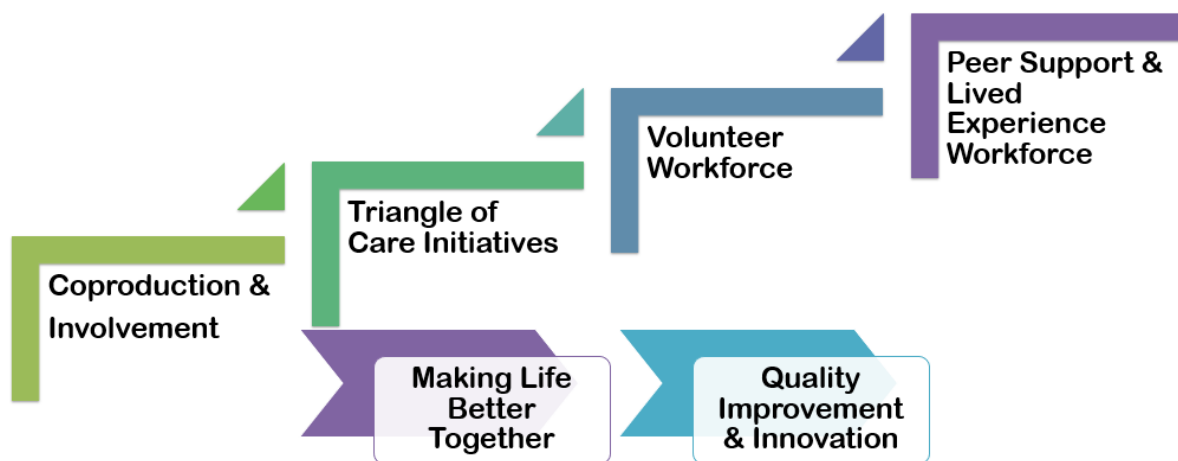 Coproduction &
Involvement
Triangle of
Care Initiatives
Volunteer
Workforce
Peer Support &
Lived
Experience
Workforce
Making Life
Better
Together
Quality
Improvement
& Innovation